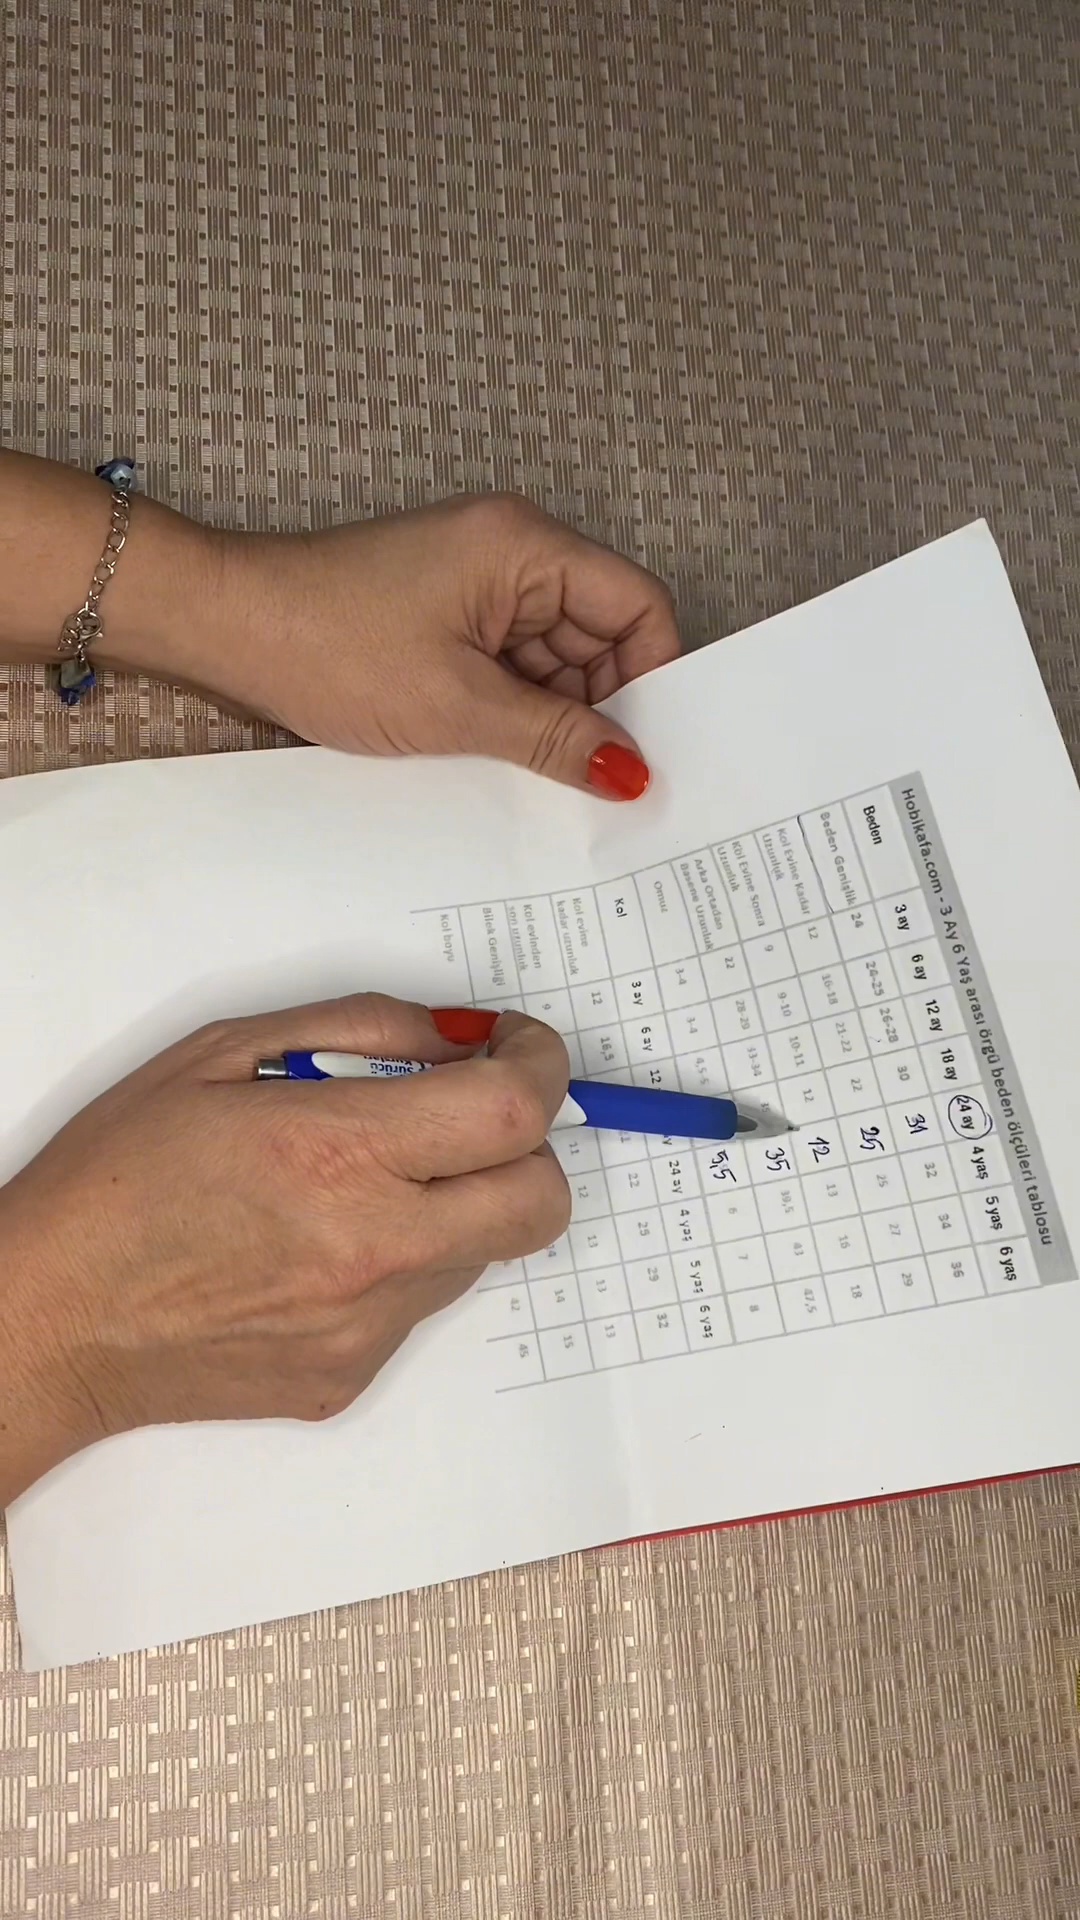 Hobikafa.com - 3 Ay 6 Yaş arası örgü beden ölçüleri tablosu
Beden 3 ay 6 ay 12 ay 18 ay 24 ay 4 yaş 5 yaş 6 yaş
Beden Genişlik 24 24-25 26-28 30 31 32 34 36
Kol Evine Kadar Uzunluk 12 16-18 21-22 22 25 25 27 29
Kol Evine Sonra Uzunluk 9 9-10 10-11 12 12 13 16 18
Arka Ortadan Basene Uzunluk 22 28-29 33-34 35 35 39,5 43 47,5
Omuz 3-4 3-4 4,5-5 5,5 6 7 8
Kol 3 ay 6 ay 12 24 ay 4 yaş 5 yaş 6 yaş
Kol evine kadar uzunluk 12 16,5 21 22 25 29 32
Kol evinden son uzunluk 9 11 12 13 13 13
Bilek Genişliği 14 15
Kol boyu 42 45
Sürücü